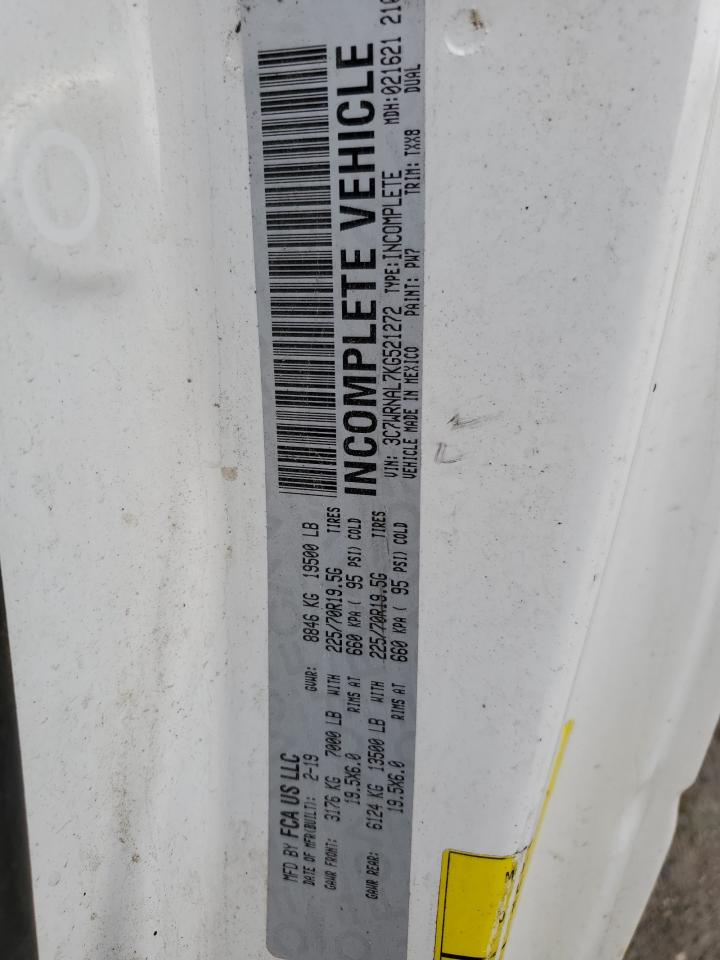 MFD BY FCA US LLC
DATE OF MFR(BUILT): 2-19 GVWR: 8846 KG 19500 LB
GAWR FRONT: 3176 KG 7000 LB WITH 225/70R19.5G TIRES
19.5X6.0 RIMS AT 660 KPA ( 95 PSI) COLD
GAWR REAR: 6124 KG 13500 LB WITH 225/70R19.5G TIRES
19.5X6.0 RIMS AT 660 KPA ( 95 PSI) COLD
INCOMPLETE VEHICLE
VIN: 3C7WRNAL7KG521272 TYPE:INCOMPLETE MDH:021621 210
VEHICLE MADE IN MEXICO PAINT: PW7 TRIM: TXX8 DUAL